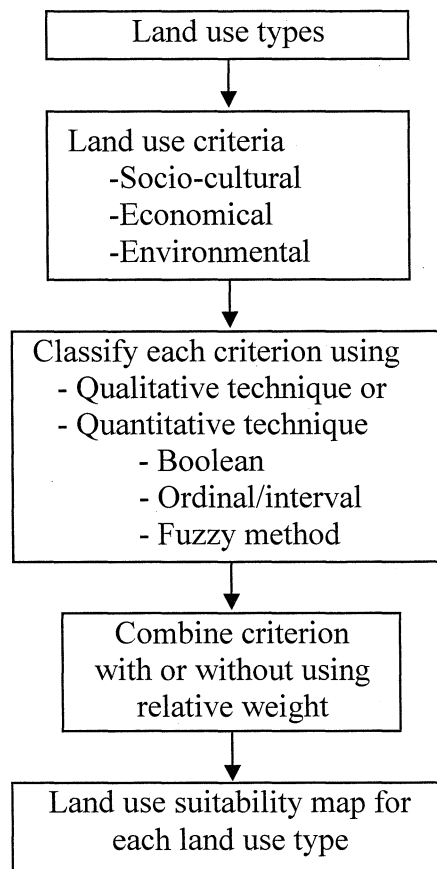 Land use types
Land use criteria
-Socio-cultural
-Economical
-Environmental
Classify each criterion using
- Qualitative technique or
- Quantitative technique
- Boolean
- Ordinal/interval
- Fuzzy method
Combine criterion
with or without using
relative weight
Land use suitability map for
each land use type